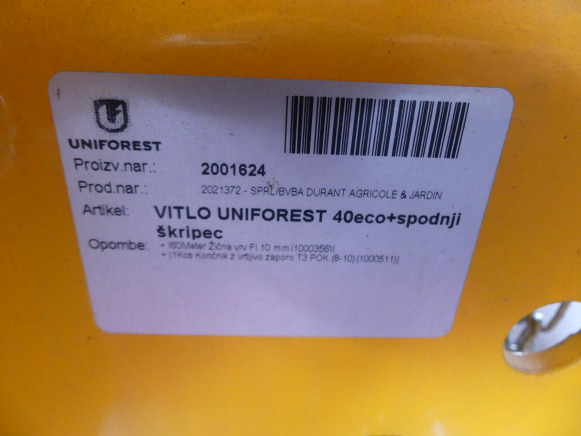 UNIFOREST
Proizv.nar.: 2001624
Prod.nar.: 2021372 - SPRL/BVBA DURANT AGRICOLE & JARDIN
Artikel: VITLO UNIFOREST 40eco+spodnji
škripec
Opombe: + |60Meter Žična vrv FI 10 mm (1000356)|
+ |1Kos Končnik z vrtljivo zaporo T3 POK (8-10) (1000511)|